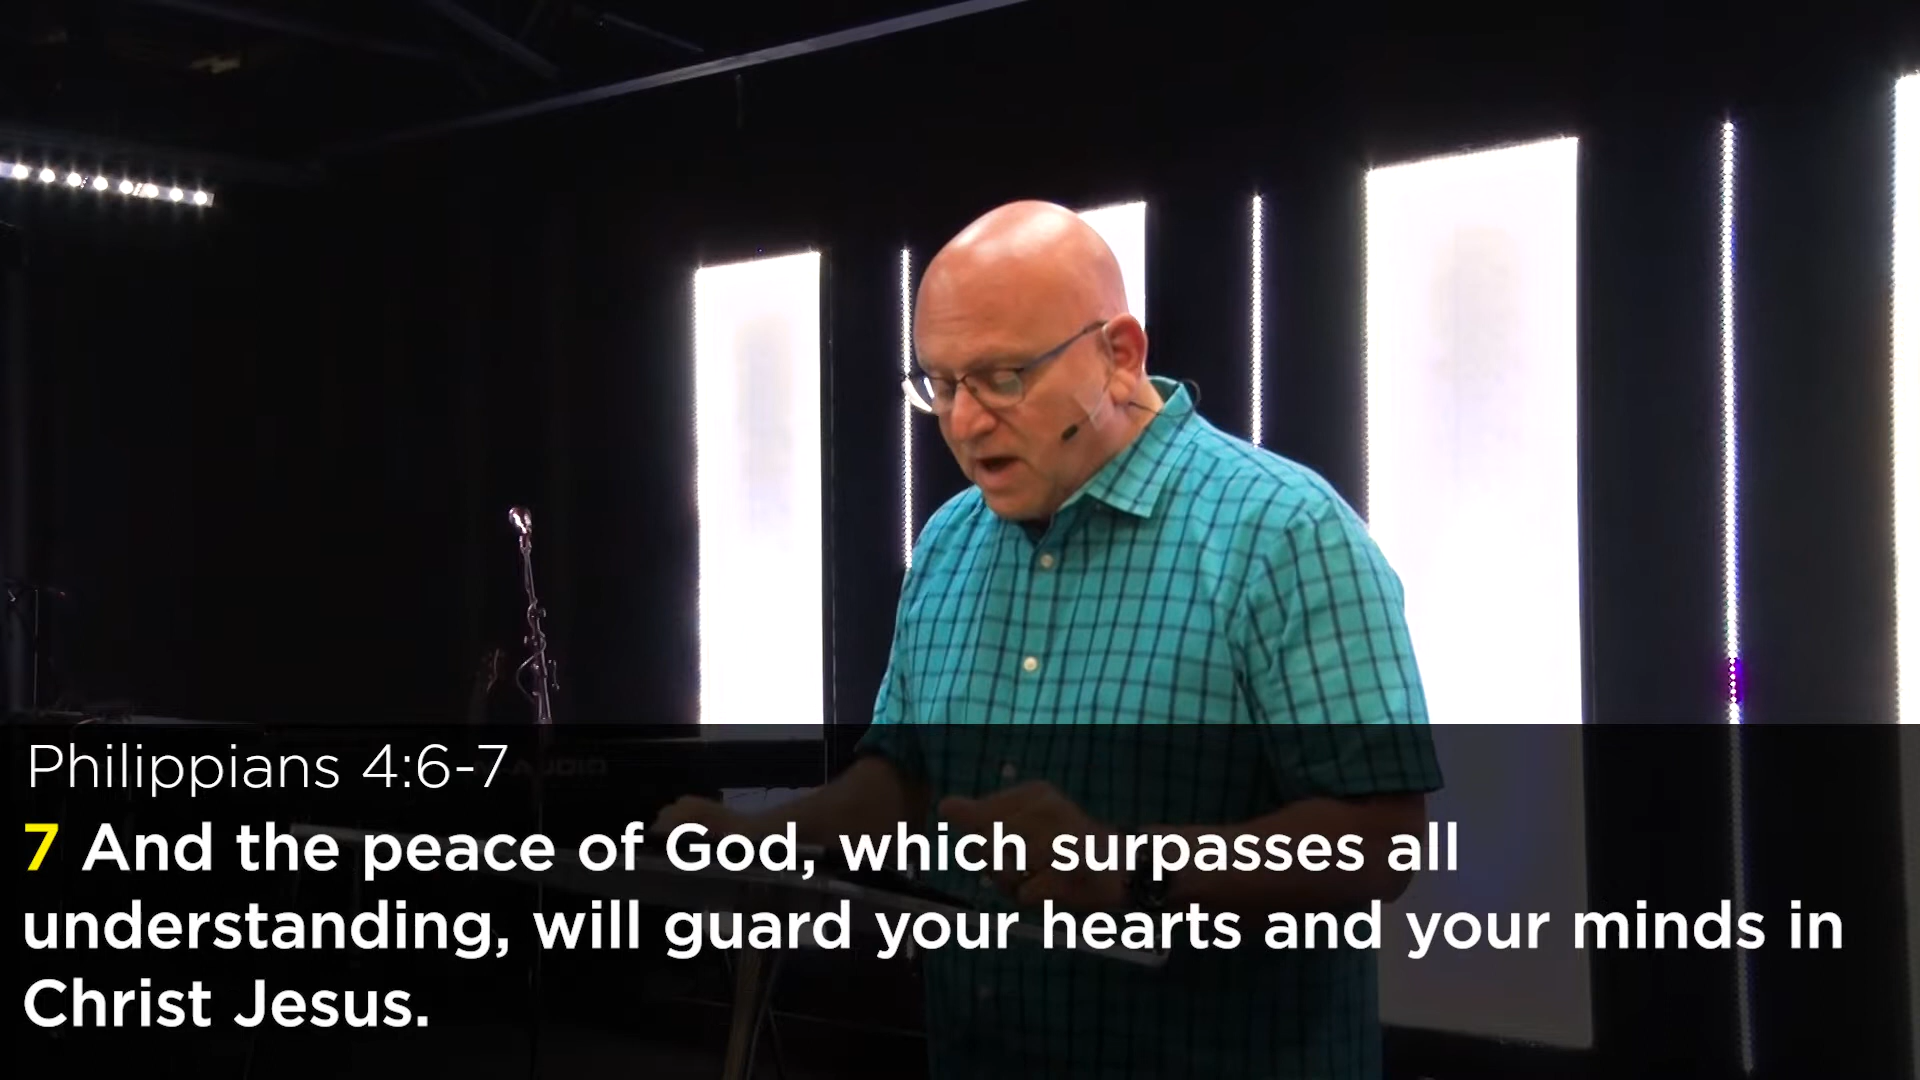 Philippians 4:6-7
7 And the peace of God, which surpasses all
understanding, will guard your hearts and your minds in
Christ Jesus.